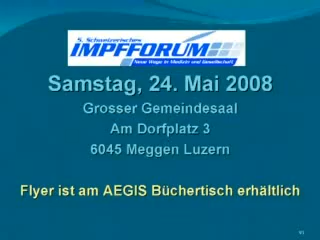 5. Schweizerisches
IMPFFORUM
Neue Wege in Medizin und Gesellschaft
Samstag, 24. Mai 2008
Grosser Gemeindesaal
Am Dorfplatz 3
6045 Meggen Luzern
Flyer ist am AEGIS Büchertisch erhältlich